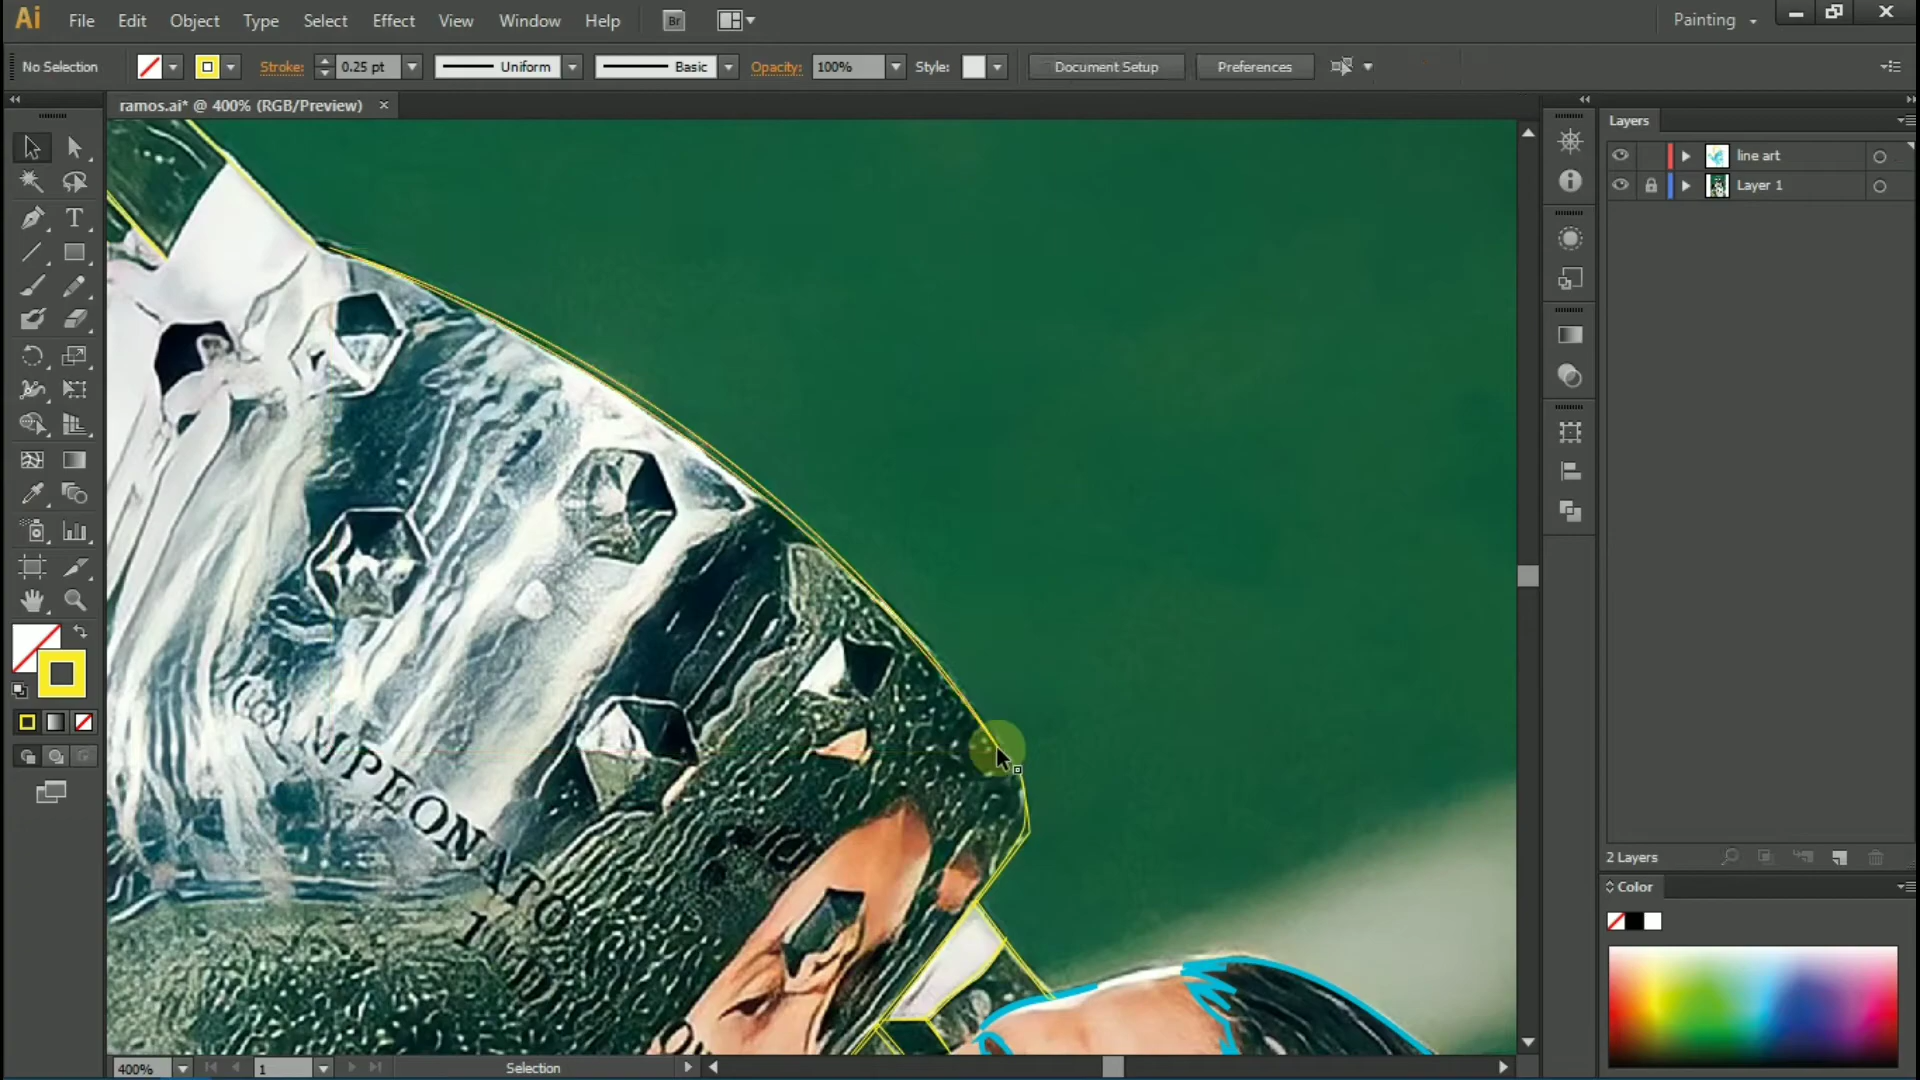 Ai File Edit Object Type Select Effect View Window Help Br Painting
No Selection Stroke: 0.25 pt Uniform Basic Opacity: 100% Style: Document Setup Preferences
ramos.ai* @ 400% (RGB/Preview)
Layers
line art
Layer 1
CAMPEONATO
2 Layers
Color
400% 1 Selection